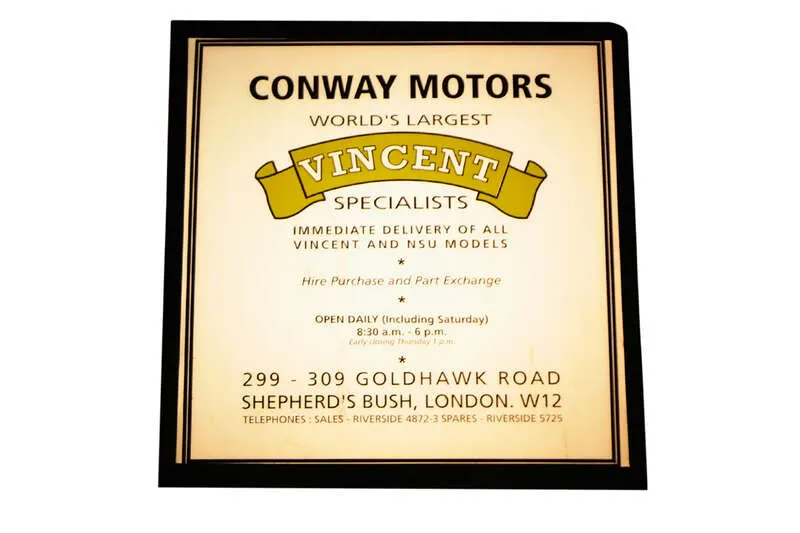 CONWAY MOTORS
WORLD'S LARGEST
VINCENT
SPECIALISTS
IMMEDIATE DELIVERY OF ALL
VINCENT AND NSU MODELS
*
Hire Purchase and Part Exchange
*
OPEN DAILY (Including Saturday)
8:30 a.m. - 6 p.m.
Early closing Thursday 1 p.m.
*
299 - 309 GOLDHAWK ROAD
SHEPHERD'S BUSH, LONDON. W12
TELEPHONES : SALES - RIVERSIDE 4872-3 SPARES - RIVERSIDE 5725